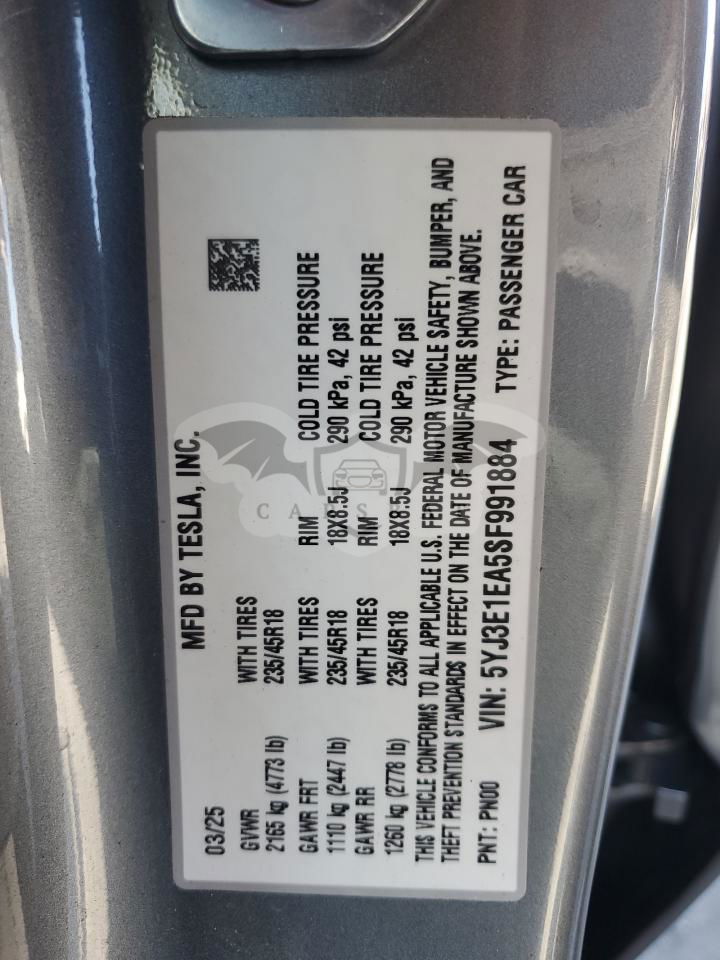 MFD BY TESLA, INC.
03/25
GVWR WITH TIRES
2165 kg (4773 lb) 235/45R18
GAWR FRT WITH TIRES RIM COLD TIRE PRESSURE
1110 kg (2447 lb) 235/45R18 18X8.5J 290 kPa, 42 psi
GAWR RR WITH TIRES RIM COLD TIRE PRESSURE
1260 kg (2778 lb) 235/45R18 18X8.5J 290 kPa, 42 psi
THIS VEHICLE CONFORMS TO ALL APPLICABLE U.S. FEDERAL MOTOR VEHICLE SAFETY, BUMPER, AND
THEFT PREVENTION STANDARDS IN EFFECT ON THE DATE OF MANUFACTURE SHOWN ABOVE.
PNT: PN00 VIN: 5YJ3E1EA5SF991884 TYPE: PASSENGER CAR